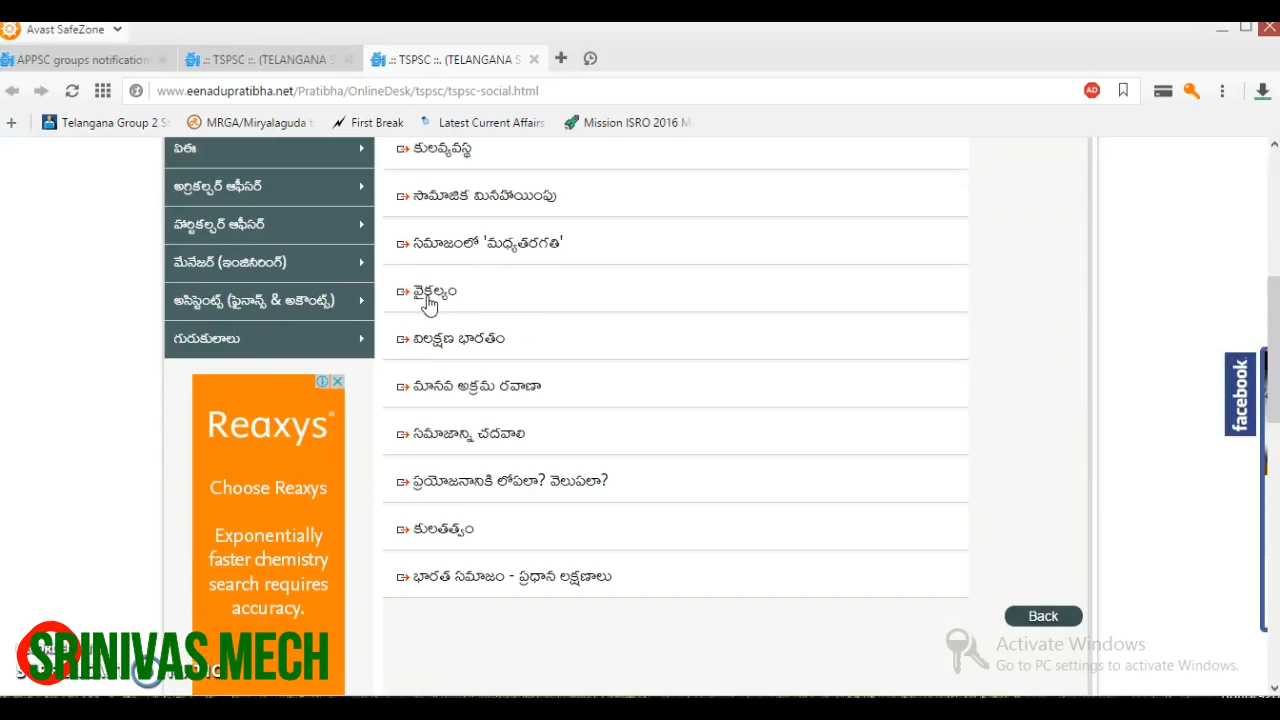 Avast SafeZone
APPSC groups notification
.:: TSPSC ::. (TELANGANA S
.:: TSPSC ::. (TELANGANA S
www.eenadupratibha.net/Pratibha/OnlineDesk/tspsc/tspsc-social.html
AD
Telangana Group 2 S
MRGA/Miryalaguda t
First Break
Latest Current Affairs
Mission ISRO 2016 M
ఏఈ
అగ్రికల్చర్ ఆఫీసర్
హార్టికల్చర్ ఆఫీసర్
మేనేజర్ (ఇంజినీరింగ్)
అసిస్టెంట్స్ (ఫైనాన్స్ & అకౌంట్స్)
గురుకులాలు
కులవ్యవస్థ
సామాజిక మినహాయింపు
సమాజంలో 'మధ్యతరగతి'
వైకల్యం
విలక్షణ భారతం
మానవ అక్రమ రవాణా
సమాజాన్ని చదవాలి
ప్రయోజనానికి లోపలా? వెలుపలా?
కులతత్వం
భారత సమాజం - ప్రధాన లక్షణాలు
Back
Reaxys®
Choose Reaxys
Exponentially
faster chemistry
search requires
accuracy.
facebook
Activate Windows
Go to PC settings to activate Windows.
SRINIVAS MECH